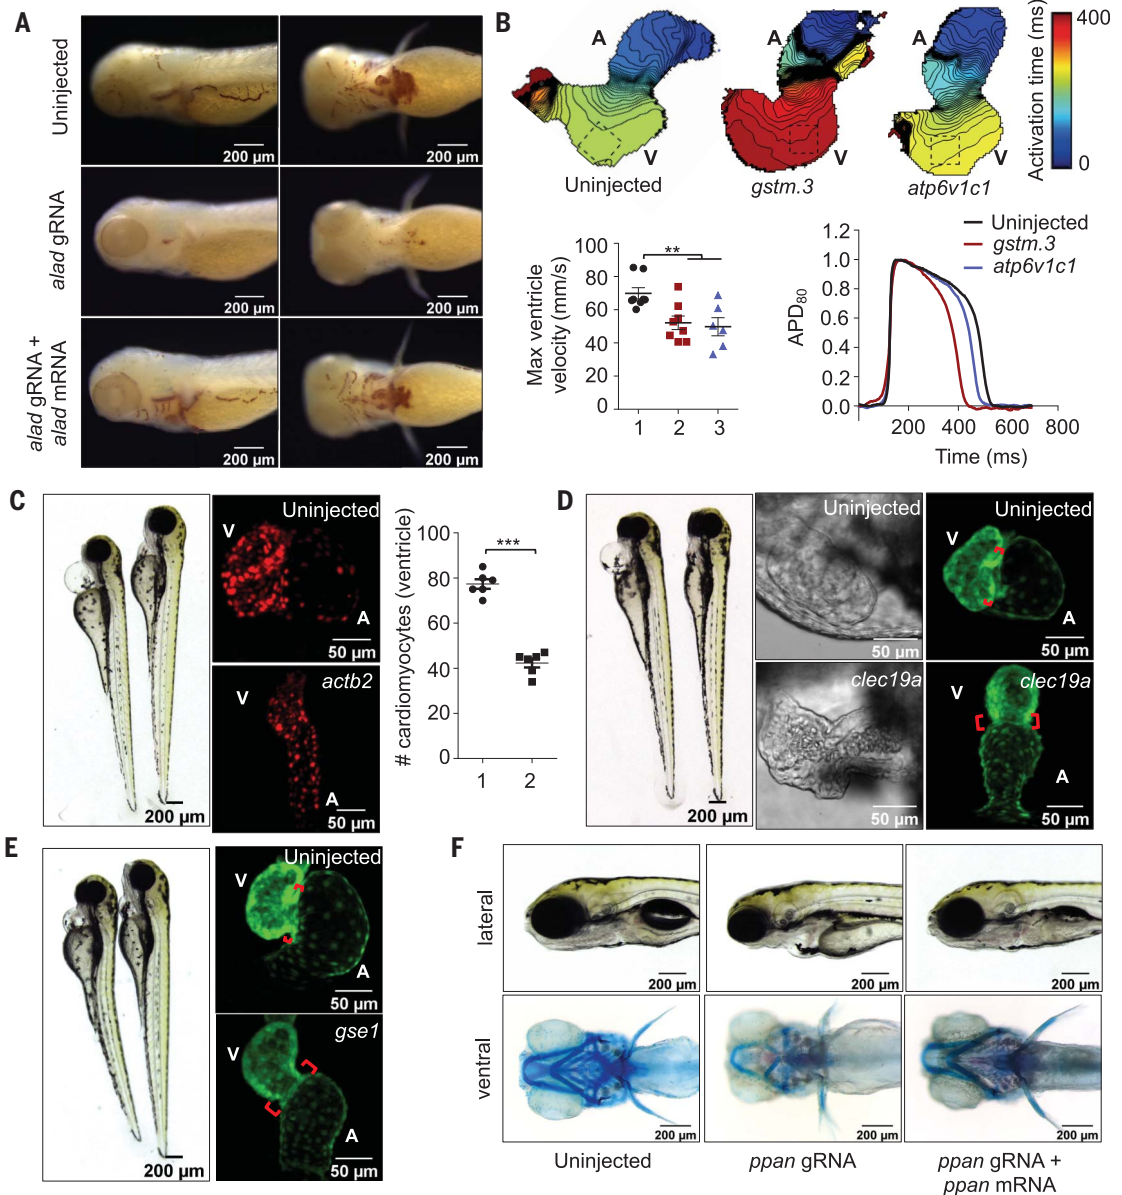 A
Uninjected
200 µm
200 µm
alad gRNA
200 µm
200 µm
alad gRNA +
alad mRNA
200 µm
200 µm
B
A
V
Uninjected
A
V
gstm.3
A
V
atp6v1c1
Activation time (ms)
400
0
Max ventricle
velocity (mm/s)
100
80
60
40
20
0
**
1 2 3
APD80
1.2
1.0
0.8
0.6
0.4
0.2
0.0
Uninjected
gstm.3
atp6v1c1
200 400 600 800
Time (ms)
C
200 µm
Uninjected
V
A
50 µm
actb2
V
A
50 µm
# cardiomyocytes (ventricle)
100
80
60
40
20
0
***
1 2
D
200 µm
Uninjected
50 µm
clec19a
50 µm
Uninjected
V
A
50 µm
clec19a
V
A
50 µm
E
200 µm
Uninjected
V
A
50 µm
gse1
V
A
50 µm
F
lateral
200 µm
200 µm
200 µm
ventral
200 µm
200 µm
200 µm
Uninjected
ppan gRNA
ppan gRNA +
ppan mRNA